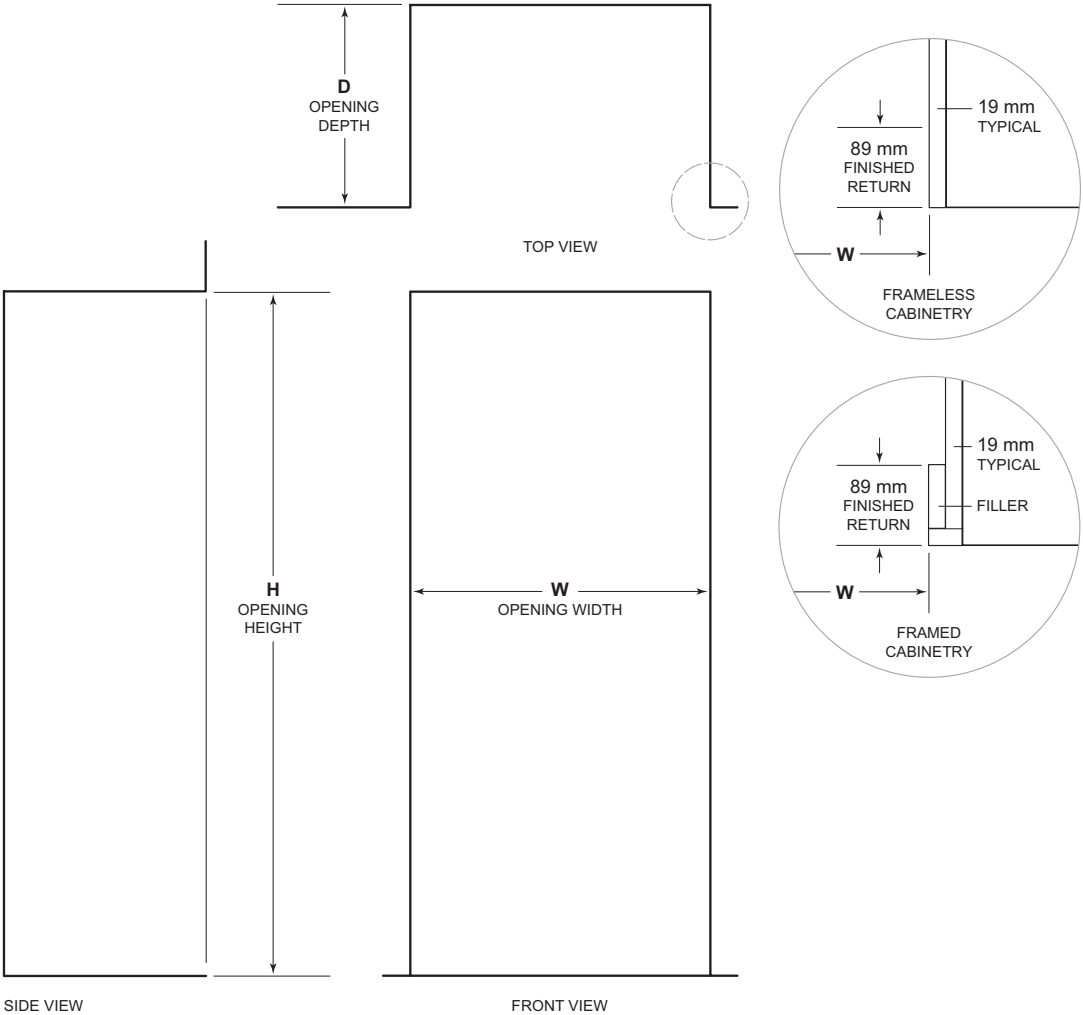 D
OPENING
DEPTH
TOP VIEW
19 mm
TYPICAL
89 mm
FINISHED
RETURN
W
FRAMELESS
CABINETRY
19 mm
TYPICAL
89 mm
FINISHED
RETURN
FILLER
W
FRAMED
CABINETRY
H
OPENING
HEIGHT
W
OPENING WIDTH
SIDE VIEW
FRONT VIEW